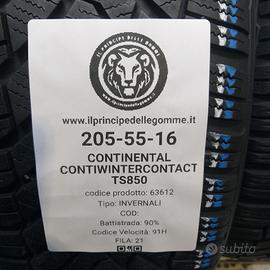 IL PRINCIPE DELLE GOMME
www.ilprincipedellegomme.it
205-55-16
CONTINENTAL
CONTIWINTERCONTACT
TS850
codice prodotto: 63612
Tipo: INVERNALI
COD:
Battistrada: 90%
Codice Velocità: 91H
FILA: 21
subito